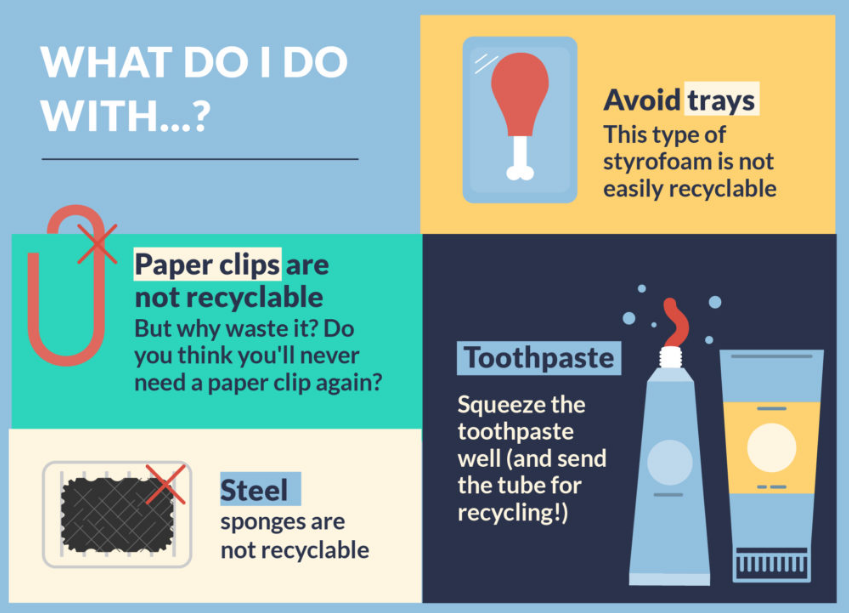 WHAT DO I DO
WITH...?
Avoid trays
This type of
styrofoam is not
easily recyclable
Paper clips are
not recyclable
But why waste it? Do
you think you'll never
need a paper clip again?
Toothpaste
Squeeze the
toothpaste
well (and send
the tube for
recycling!)
Steel
sponges are
not recyclable